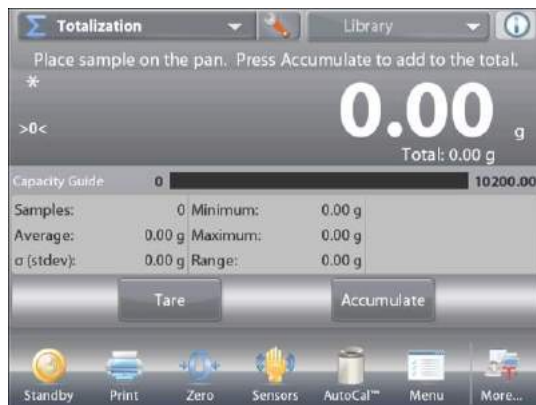 Σ Totalization Library
Place sample on the pan. Press Accumulate to add to the total.
*
0.00 g
>0<
Total: 0.00 g
Capacity Guide 0 10200.00
Samples: 0 Minimum: 0.00 g
Average: 0.00 g Maximum: 0.00 g
σ (stdev): 0.00 g Range: 0.00 g
Tare Accumulate
Standby Print Zero Sensors AutoCal™ Menu More...